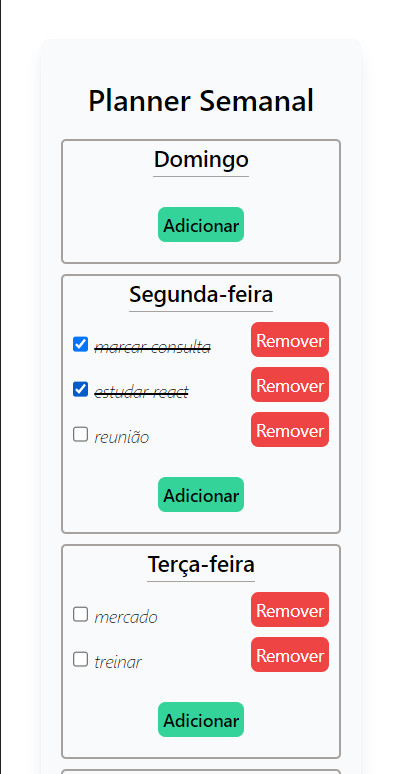 Planner Semanal
Domingo
Adicionar
Segunda-feira
marcar consulta Remover
estudar react Remover
reunião Remover
Adicionar
Terça-feira
mercado Remover
treinar Remover
Adicionar